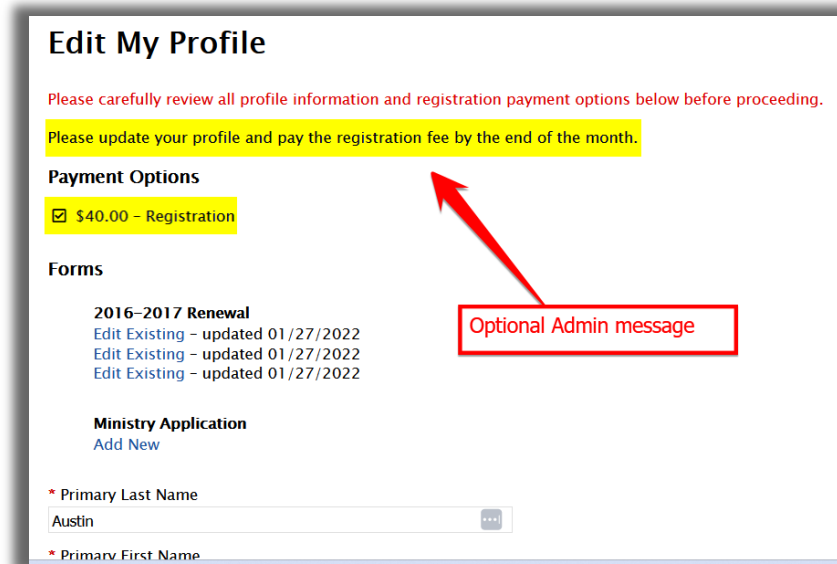 Edit My Profile
Please carefully review all profile information and registration payment options below before proceeding.
Please update your profile and pay the registration fee by the end of the month.
Payment Options
$40.00 – Registration
Forms
2016–2017 Renewal
Edit Existing – updated 01/27/2022
Edit Existing – updated 01/27/2022
Edit Existing – updated 01/27/2022
Optional Admin message
Ministry Application
Add New
* Primary Last Name
Austin
* Primary First Name